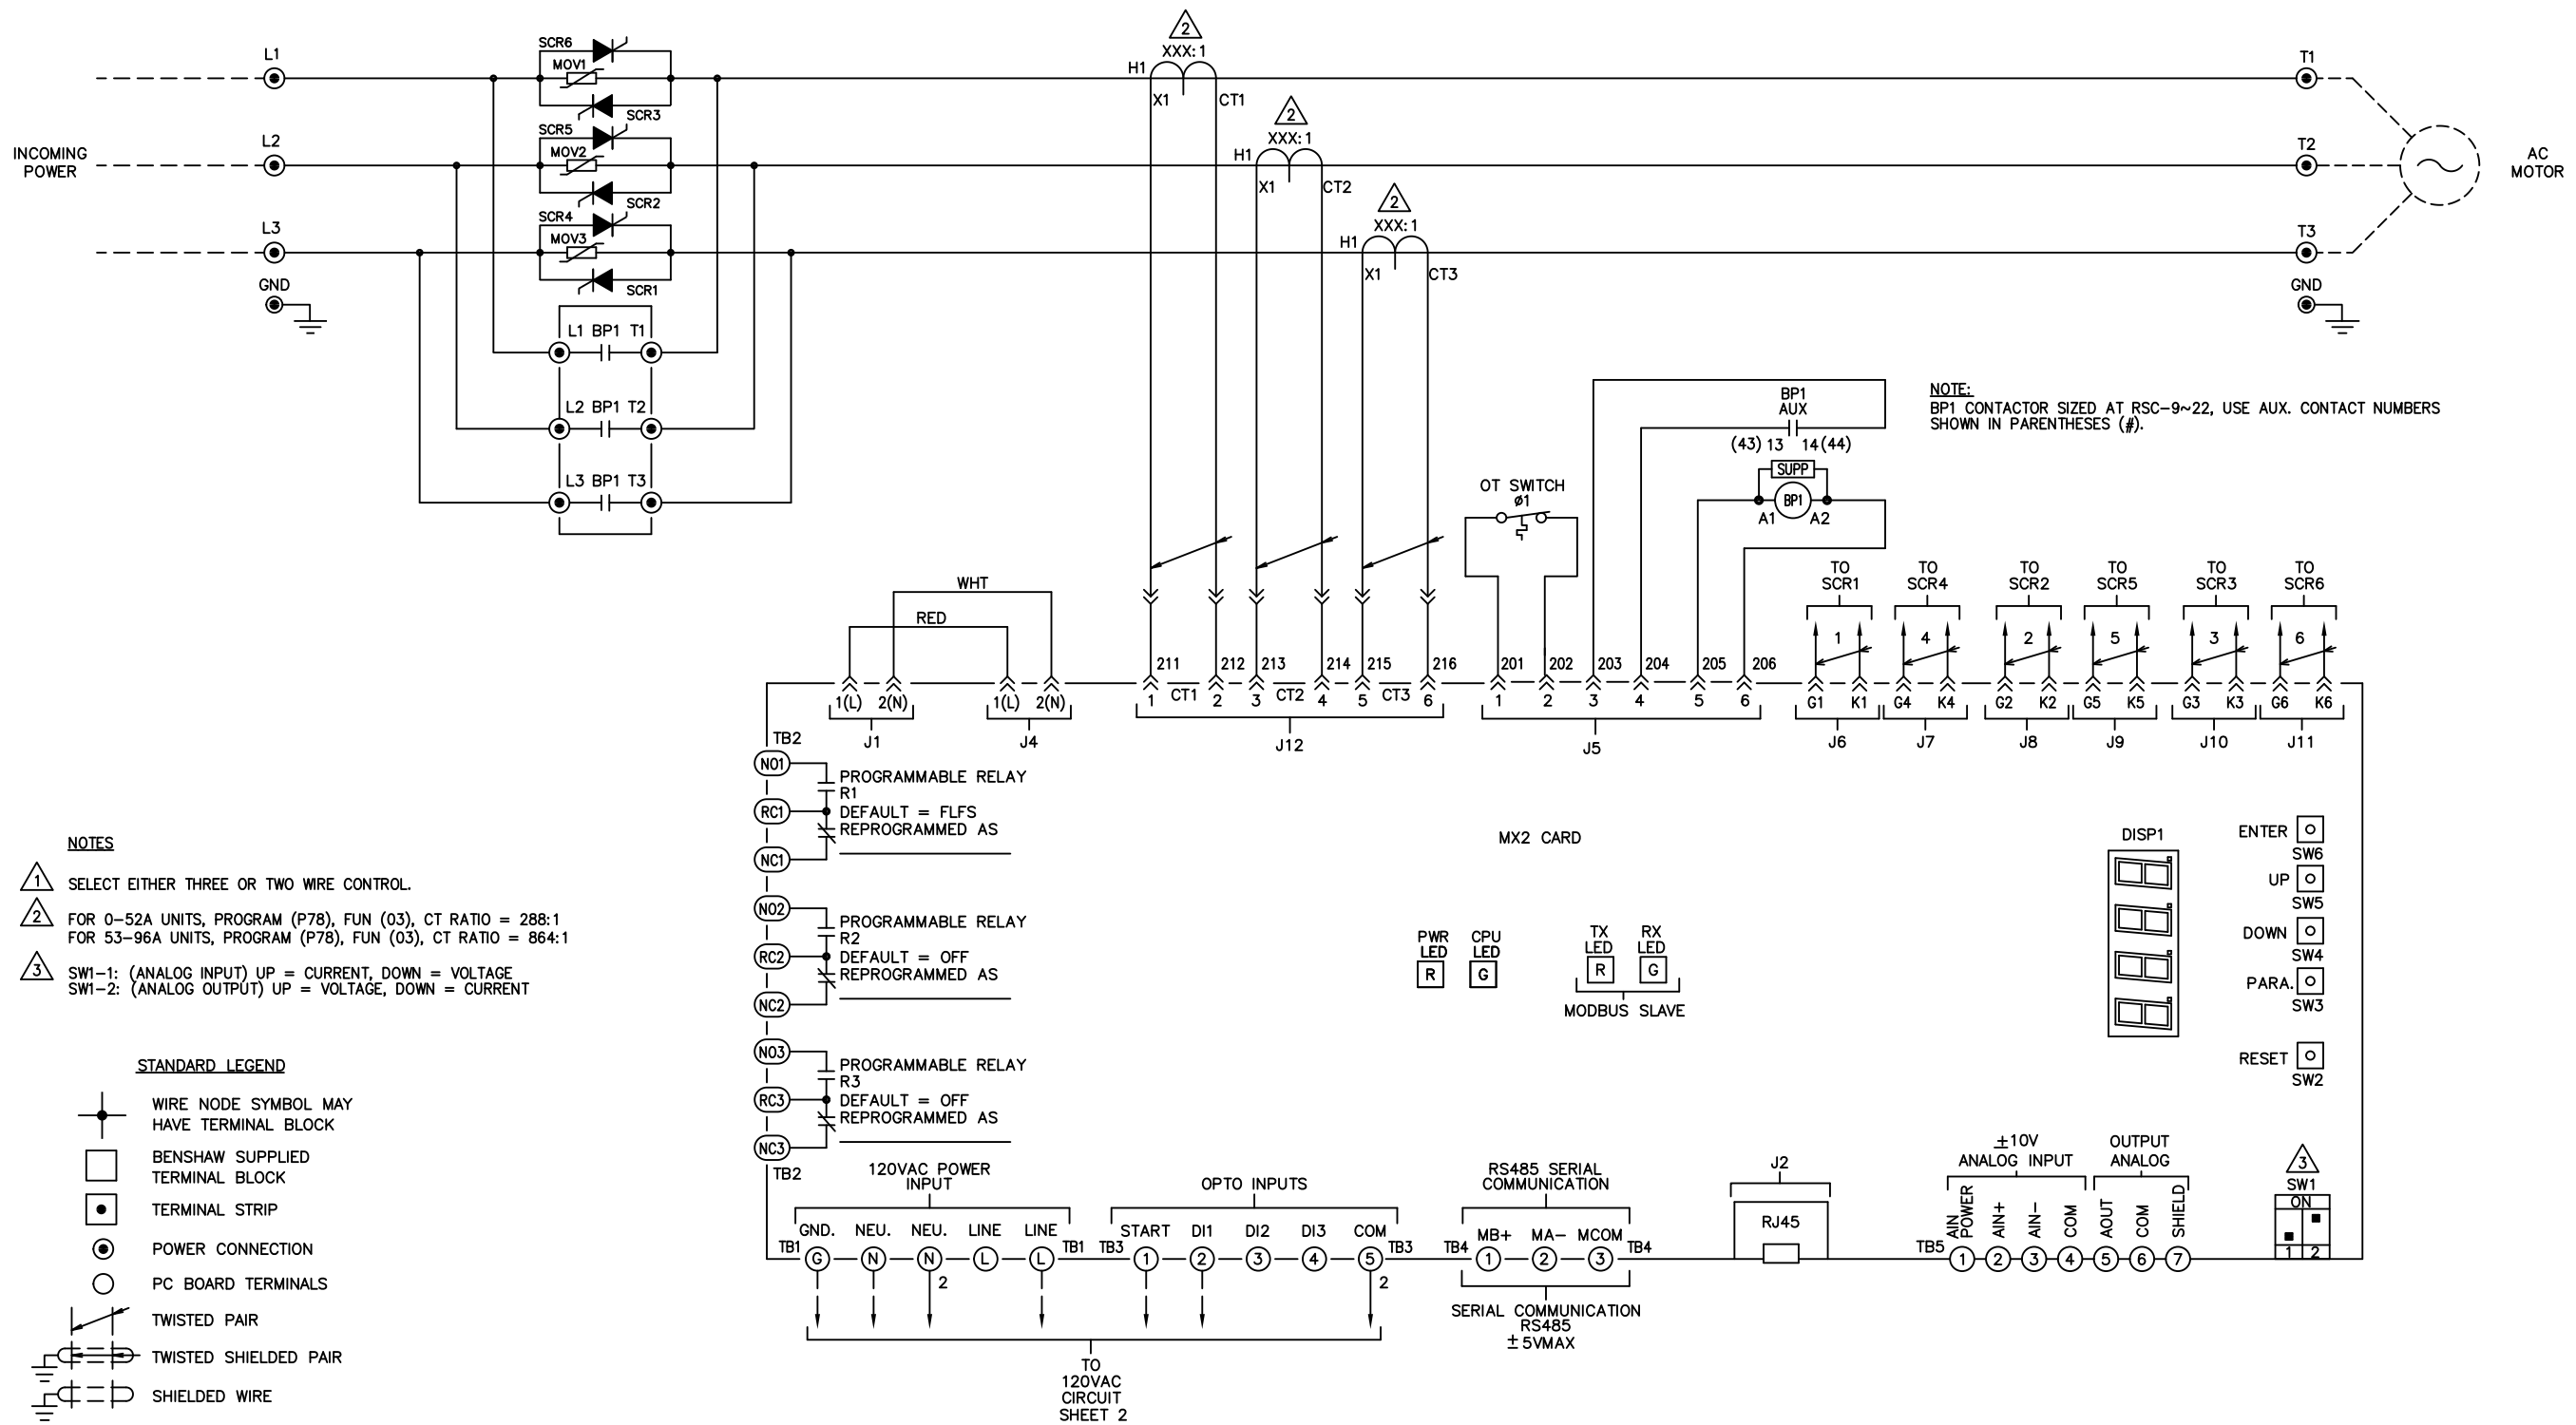 L1
SCR6
MOV1
SCR3
2
XXX:1
H1
X1
CT1
T1
INCOMING
POWER
L2
SCR5
MOV2
SCR2
2
XXX:1
H1
X1
CT2
T2
AC
MOTOR
L3
SCR4
MOV3
SCR1
2
XXX:1
H1
X1
CT3
T3
GND
GND
L1 BP1 T1
L2 BP1 T2
L3 BP1 T3
BP1
AUX
(43) 13 14(44)
SUPP
BP1
A1 A2
NOTE:
BP1 CONTACTOR SIZED AT RSC-9~22, USE AUX. CONTACT NUMBERS
SHOWN IN PARENTHESES (#).
OT SWITCH
ø1
WHT
RED
TO
SCR1
TO
SCR4
TO
SCR2
TO
SCR5
TO
SCR3
TO
SCR6
1 4 2 5 3 6
211 212 213 214 215 216
201 202 203 204 205 206
1(L) 2(N)
J1
1(L) 2(N)
J4
1 CT1 2 3 CT2 4 5 CT3 6
J12
1 2 3 4 5 6
J5
G1 K1
J6
G4 K4
J7
G2 K2
J8
G5 K5
J9
G3 K3
J10
G6 K6
J11
TB2
NO1
RC1
NC1
PROGRAMMABLE RELAY
R1
DEFAULT = FLFS
REPROGRAMMED AS
NO2
RC2
NC2
PROGRAMMABLE RELAY
R2
DEFAULT = OFF
REPROGRAMMED AS
NO3
RC3
NC3
PROGRAMMABLE RELAY
R3
DEFAULT = OFF
REPROGRAMMED AS
TB2
MX2 CARD
PWR
LED
R
CPU
LED
G
TX
LED
R
RX
LED
G
MODBUS SLAVE
DISP1
ENTER
SW6
UP
SW5
DOWN
SW4
PARA.
SW3
RESET
SW2
NOTES
1 SELECT EITHER THREE OR TWO WIRE CONTROL.
2 FOR 0-52A UNITS, PROGRAM (P78), FUN (03), CT RATIO = 288:1
FOR 53-96A UNITS, PROGRAM (P78), FUN (03), CT RATIO = 864:1
3 SW1-1: (ANALOG INPUT) UP = CURRENT, DOWN = VOLTAGE
SW1-2: (ANALOG OUTPUT) UP = VOLTAGE, DOWN = CURRENT
STANDARD LEGEND
WIRE NODE SYMBOL MAY
HAVE TERMINAL BLOCK
BENSHAW SUPPLIED
TERMINAL BLOCK
TERMINAL STRIP
POWER CONNECTION
PC BOARD TERMINALS
TWISTED PAIR
TWISTED SHIELDED PAIR
SHIELDED WIRE
120VAC POWER
INPUT
GND. NEU. NEU. LINE LINE
TB1 G N N L L TB1
2
OPTO INPUTS
START DI1 DI2 DI3 COM
TB3 1 2 3 4 5 TB3
2
TO
120VAC
CIRCUIT
SHEET 2
RS485 SERIAL
COMMUNICATION
MB+ MA- MCOM
TB4 1 2 3 TB4
SERIAL COMMUNICATION
RS485
±5VMAX
J2
RJ45
±10V
ANALOG INPUT
OUTPUT
ANALOG
AIN
POWER
AIN+
AIN-
COM
AOUT
COM
SHIELD
TB5 1 2 3 4 5 6 7
3
SW1
ON
1 2